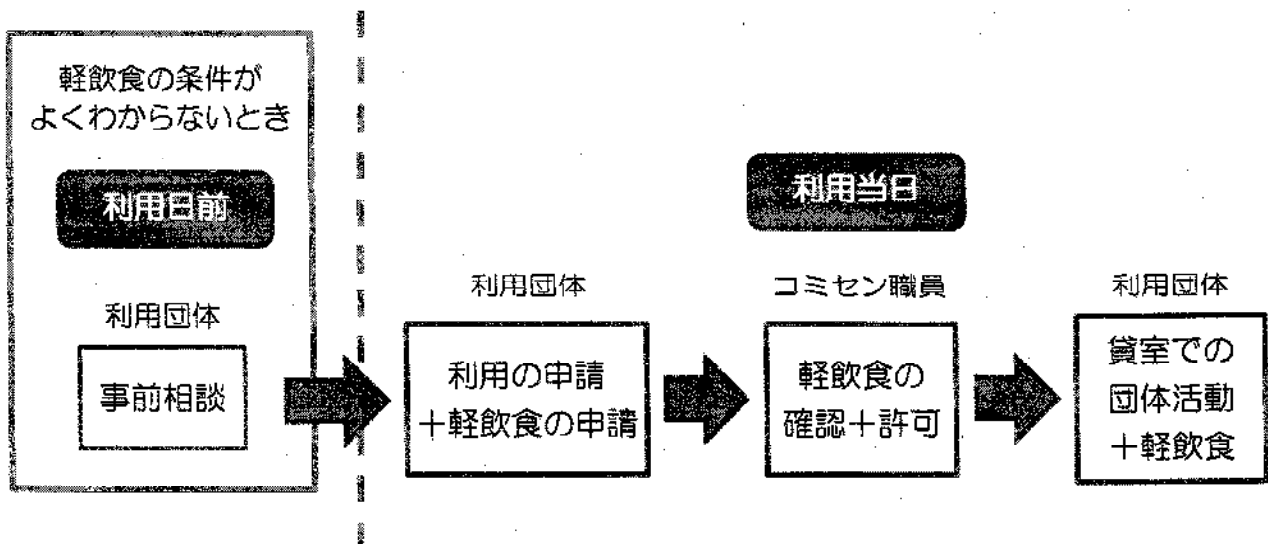 軽飲食の条件が
よくわからないとき
利用日前
利用団体
事前相談
利用当日
利用団体
利用の申請
＋軽飲食の申請
コミセン職員
軽飲食の
確認＋許可
利用団体
貸室での
団体活動
＋軽飲食